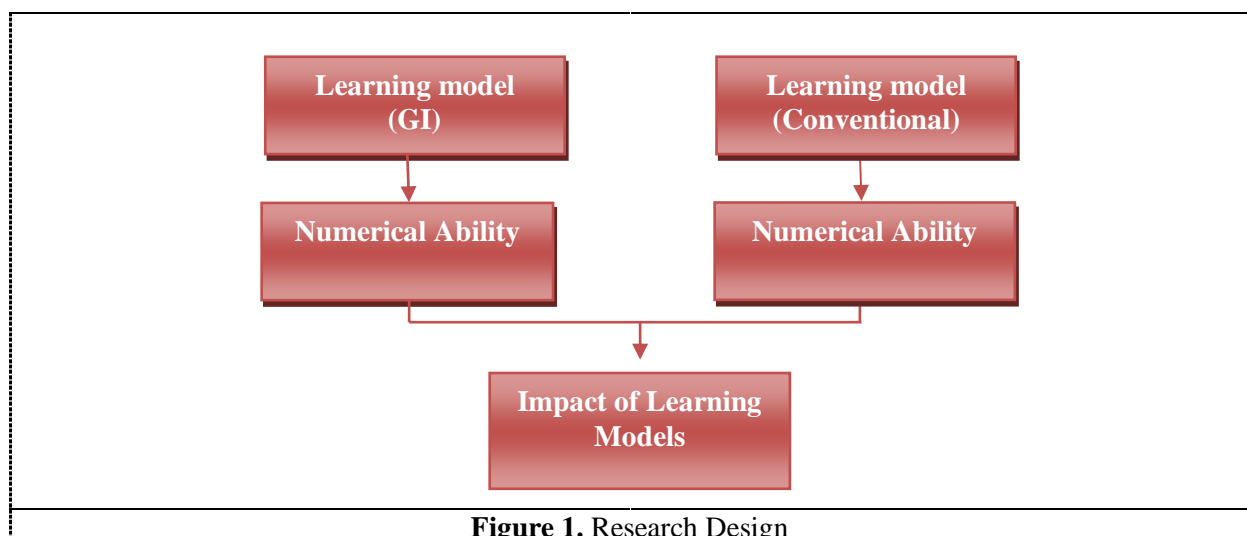 Learning model
(GI)
Learning model
(Conventional)
Numerical Ability
Numerical Ability
Impact of Learning
Models
Figure 1. Research Design